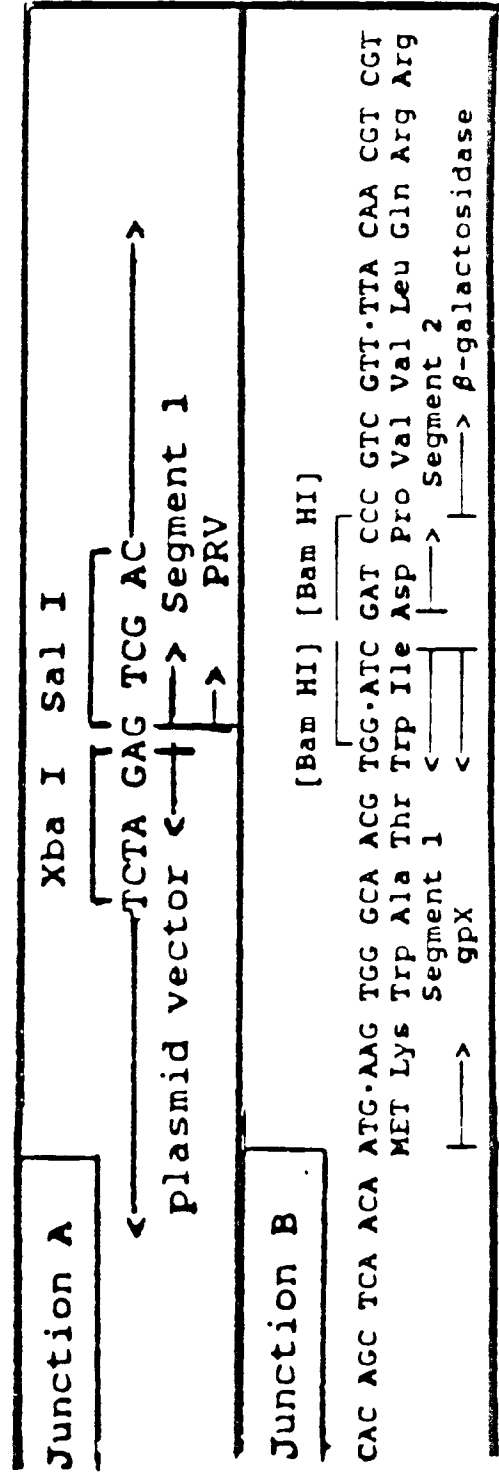 Junction A
Xba I Sal I
TCTA GAG TCG AC
plasmid vector <—|—> Segment 1
|—> PRV
Junction B
[Bam HI] [Bam HI]
CAC AGC TCA ACA ATG·AAG TGG GCA ACG TGG·ATC GAT CCC GTC GTT·TTA CAA CGT CGT
MET Lys Trp Ala Thr Trp Ile Asp Pro Val Val Leu Gln Arg Arg
Segment 1 <—| |—> Segment 2
|—> gpX <—| |—> β-galactosidase